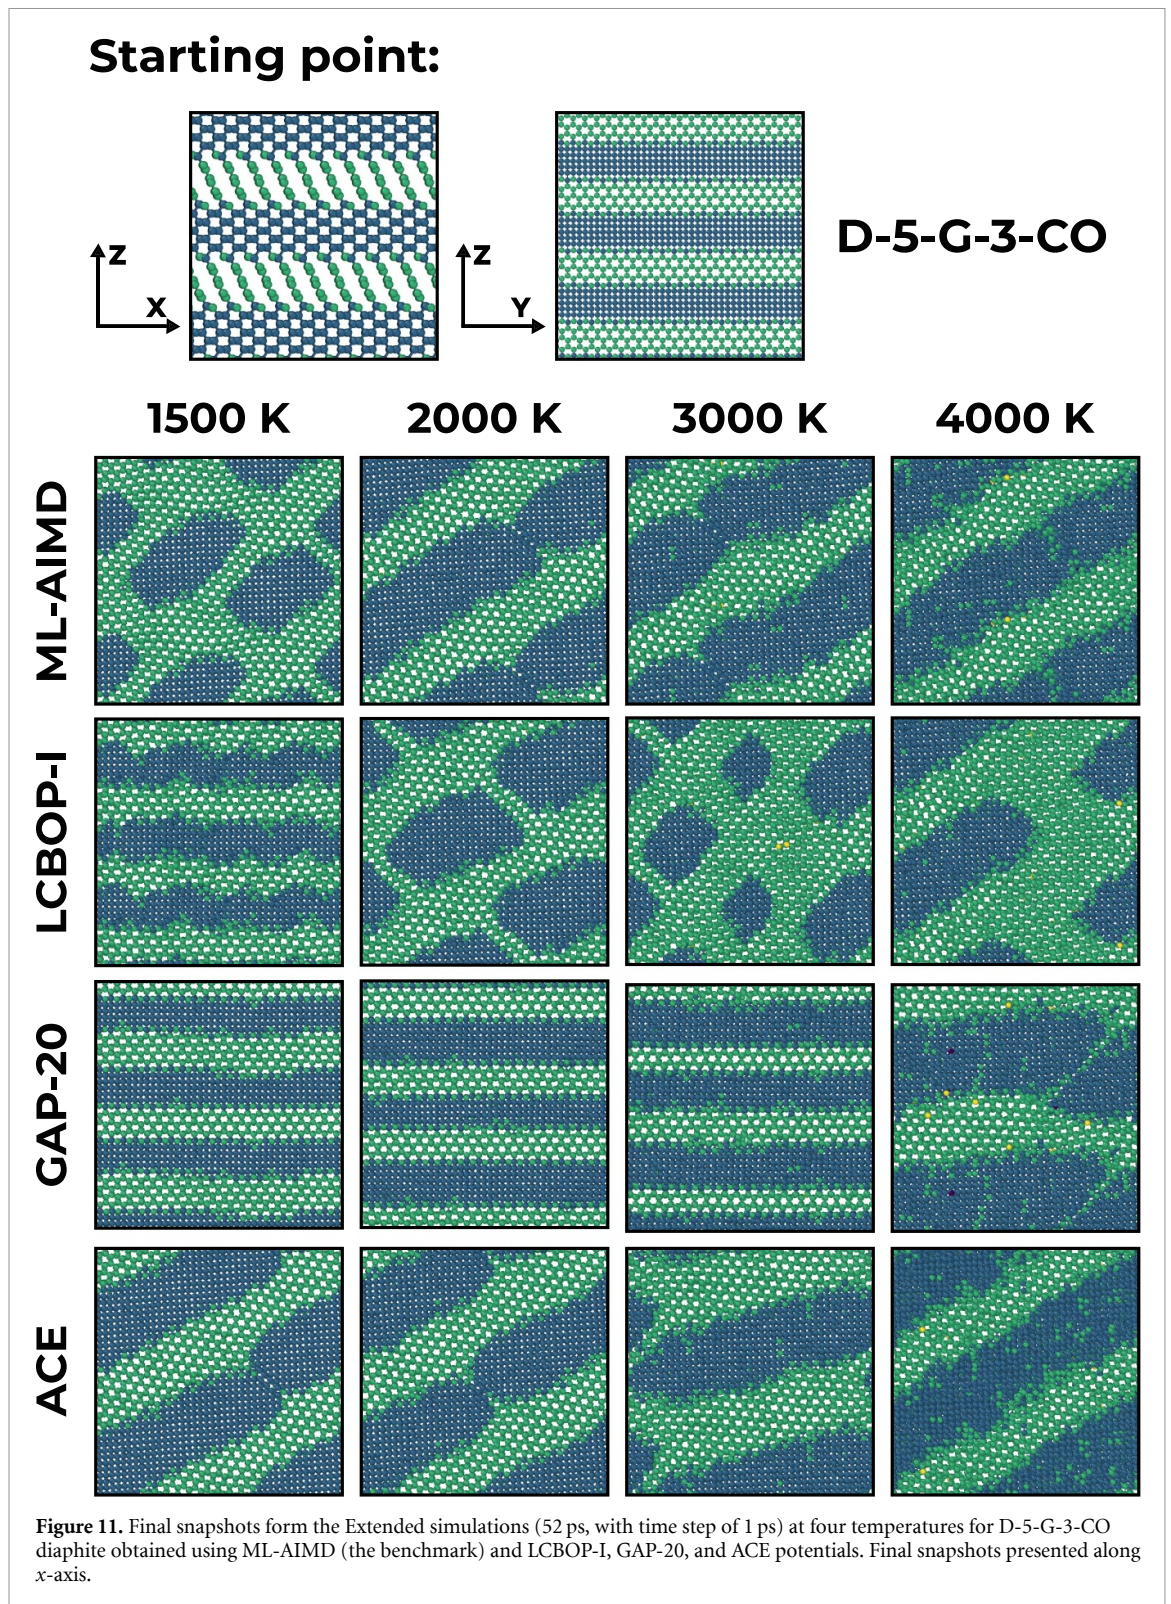 Starting point:
Z
X
Z
Y
D-5-G-3-CO
1500 K
2000 K
3000 K
4000 K
ML-AIMD
LCBOP-I
GAP-20
ACE
Figure 11. Final snapshots form the Extended simulations (52 ps, with time step of 1 ps) at four temperatures for D-5-G-3-CO
diaphite obtained using ML-AIMD (the benchmark) and LCBOP-I, GAP-20, and ACE potentials. Final snapshots presented along
x-axis.